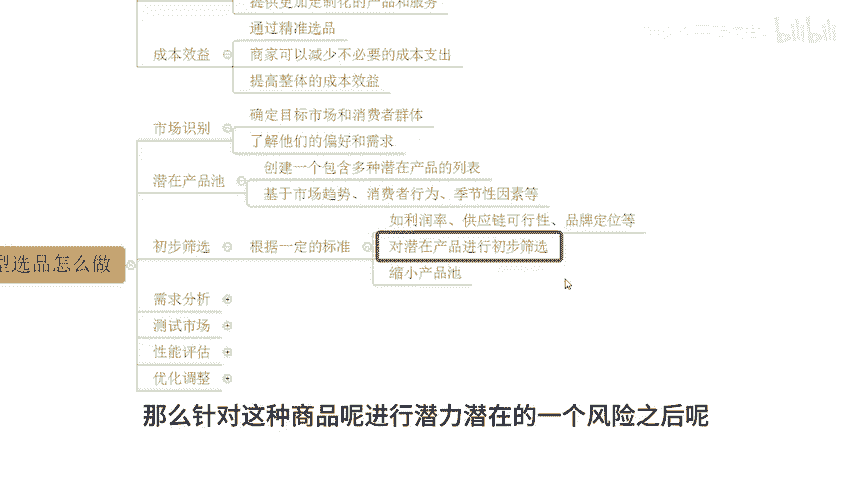 提供更加定制化的产品和服务
通过精准选品
成本效益
商家可以减少不必要的成本支出
提高整体的成本效益
市场识别
确定目标市场和消费者群体
了解他们的偏好和需求
潜在产品池
创建一个包含多种潜在产品的列表
基于市场趋势、消费者行为、季节性因素等
型选品怎么做
初步筛选
根据一定的标准
如利润率、供应链可行性、品牌定位等
对潜在产品进行初步筛选
缩小产品池
需求分析
测试市场
性能评估
优化调整
那么针对这种商品呢进行潜力潜在的一个风险之后呢
bilibili